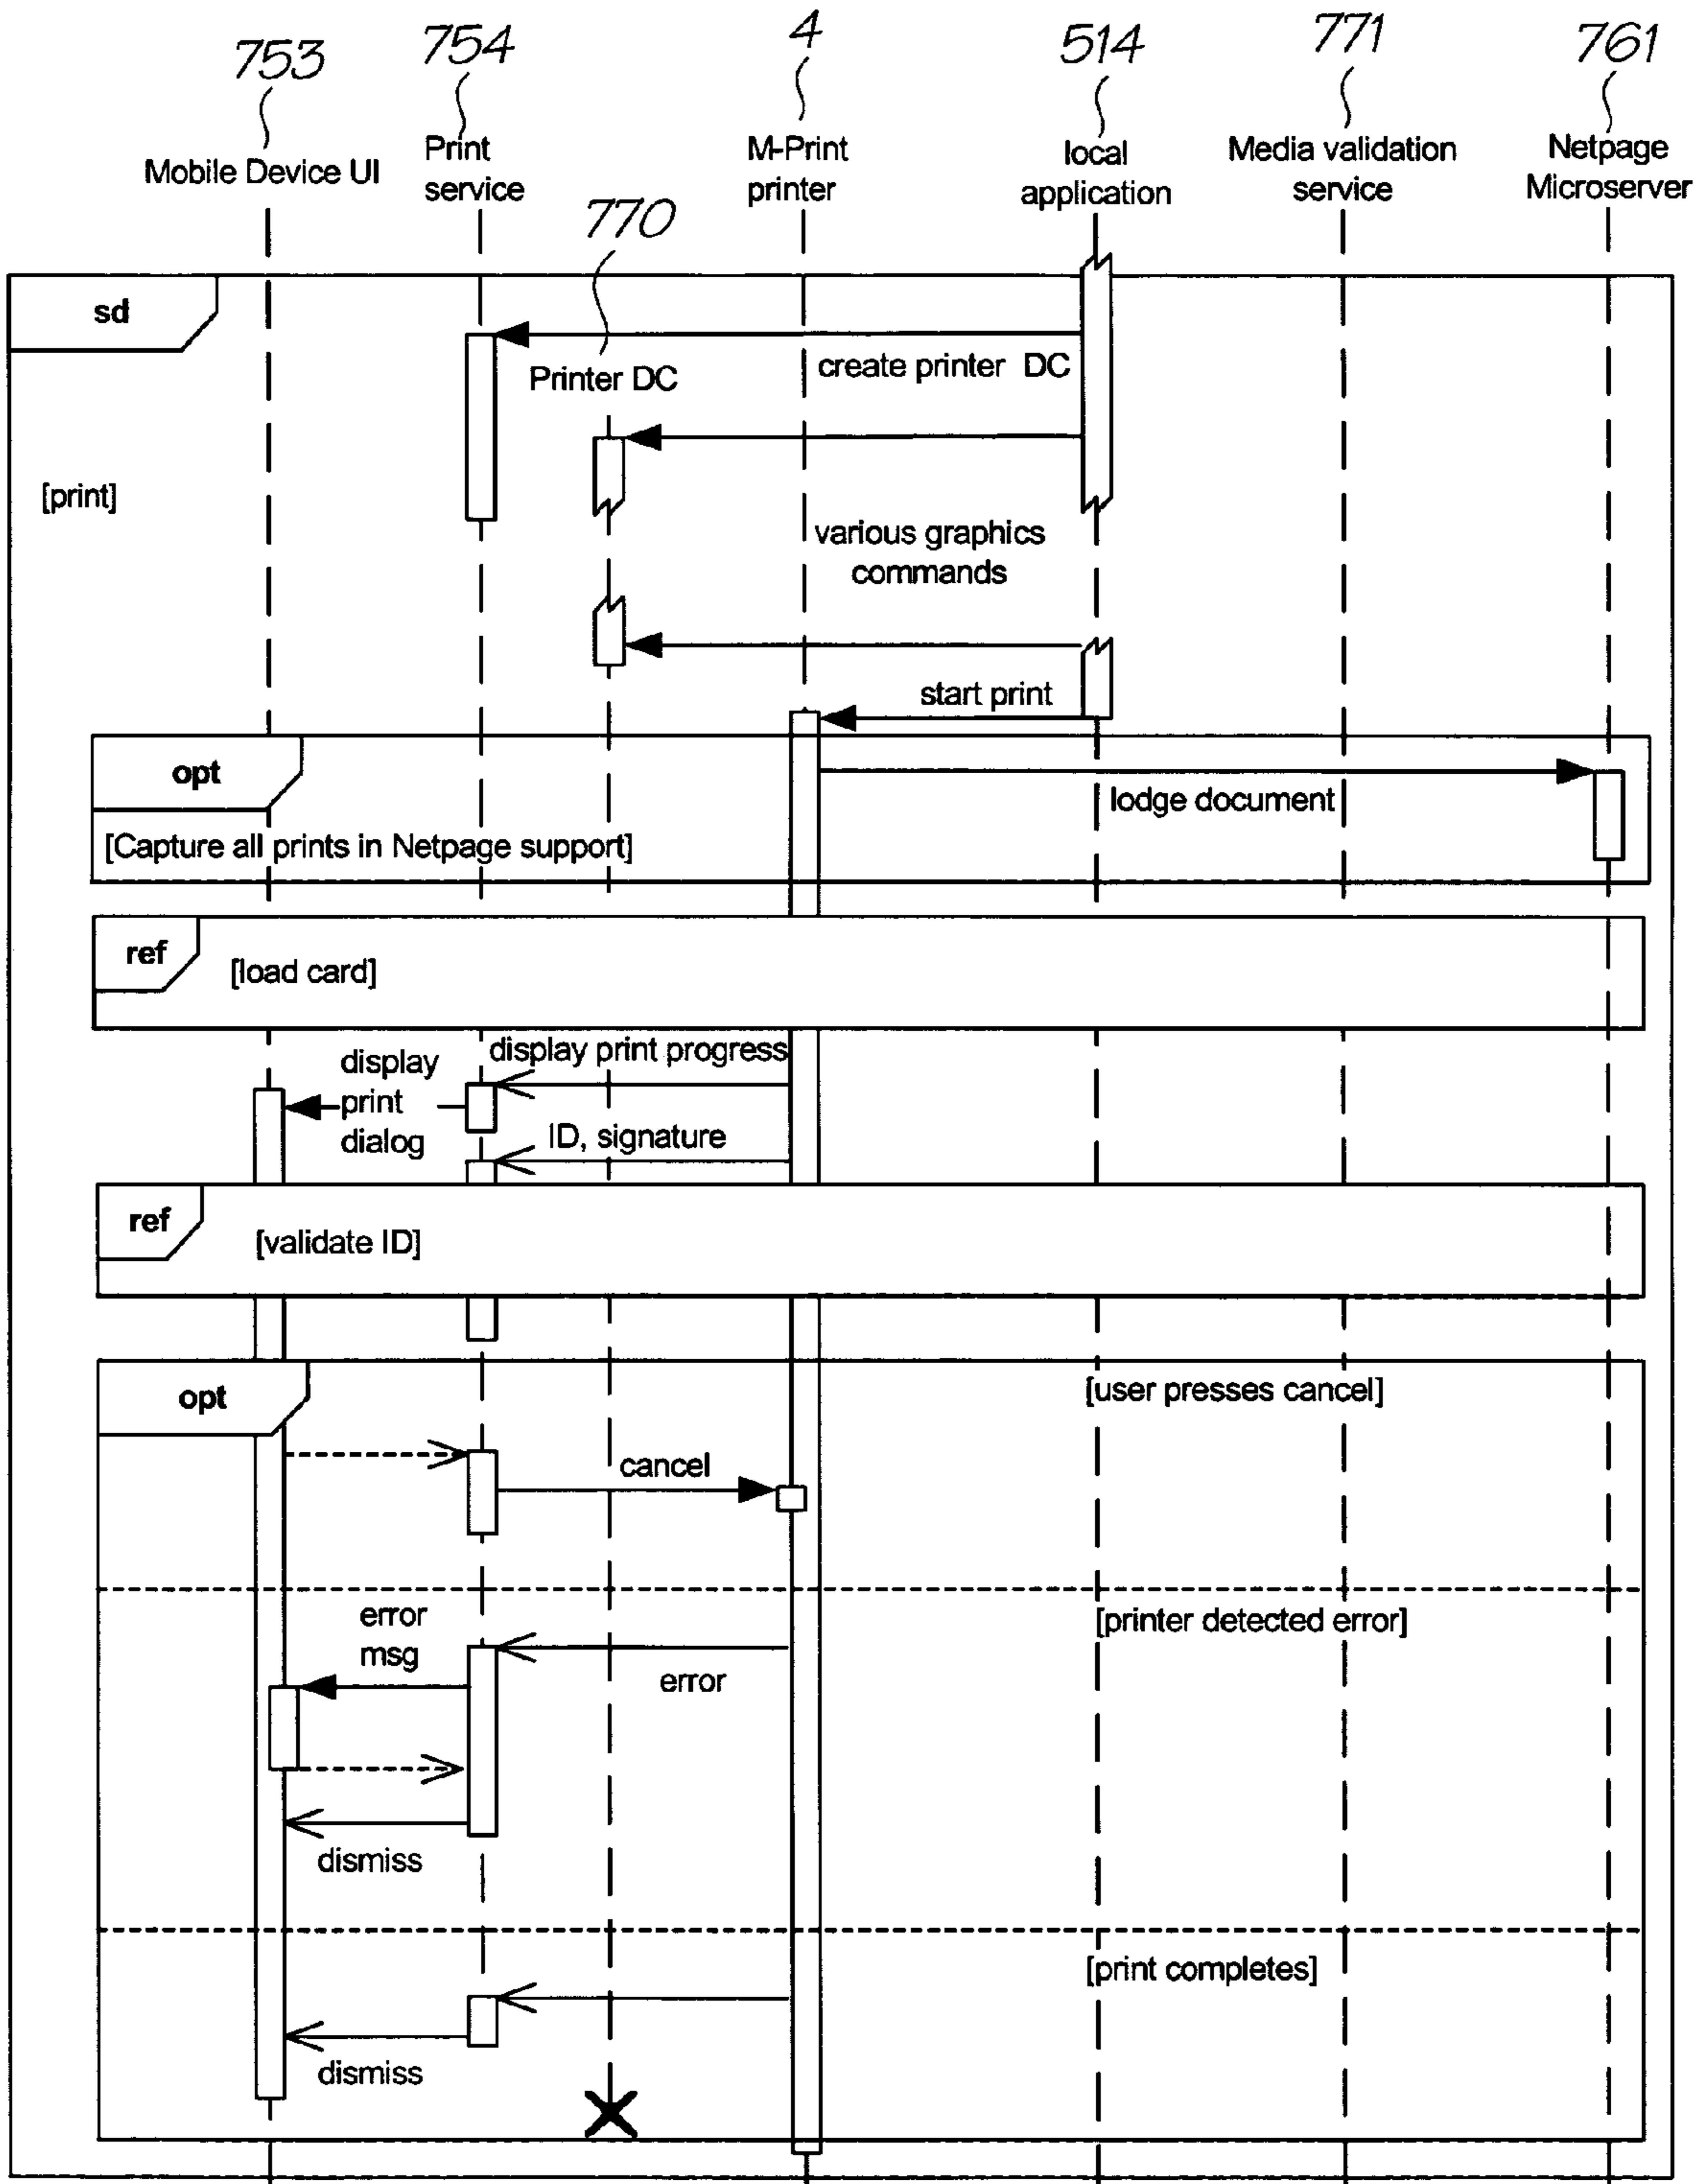 753
754
4
514
771
761
Mobile Device UI
Print
service
M-Print
printer
local
application
Media validation
service
Netpage
Microserver
770
sd
Printer DC
create printer DC
[print]
various graphics
commands
start print
opt
lodge document
[Capture all prints in Netpage support]
ref
[load card]
display print progress
display
print
dialog
ID, signature
ref
[validate ID]
opt
[user presses cancel]
cancel
error
msg
[printer detected error]
error
dismiss
[print completes]
dismiss